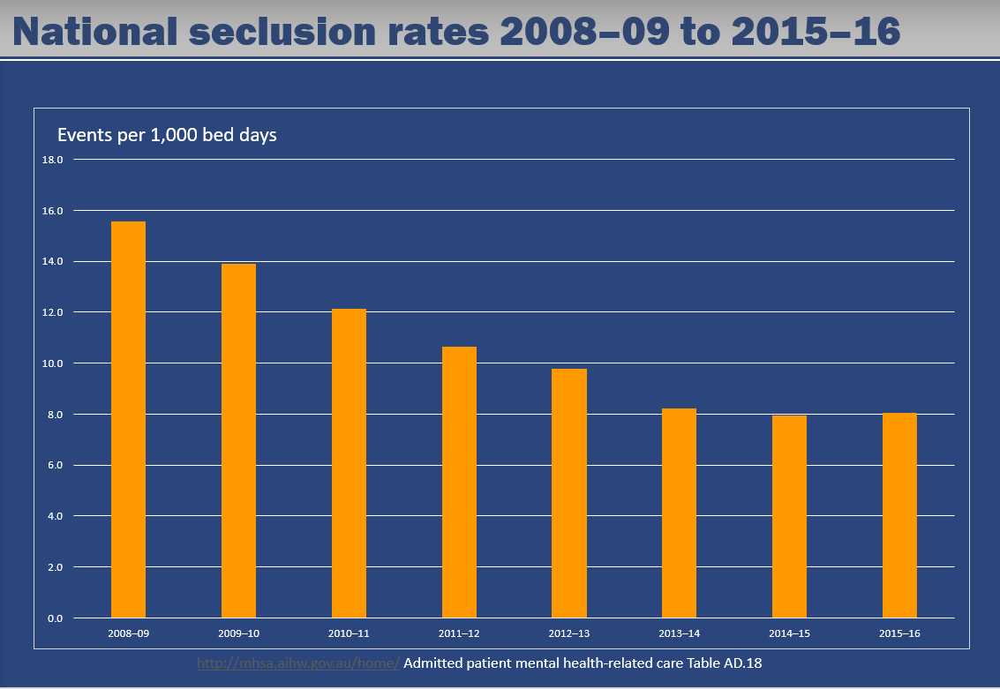 National seclusion rates 2008–09 to 2015–16
Events per 1,000 bed days
18.0
16.0
14.0
12.0
10.0
8.0
6.0
4.0
2.0
0.0
2008–09 2009–10 2010–11 2011–12 2012–13 2013–14 2014–15 2015–16
http://mhsa.aihw.gov.au/home/ Admitted patient mental health-related care Table AD.18